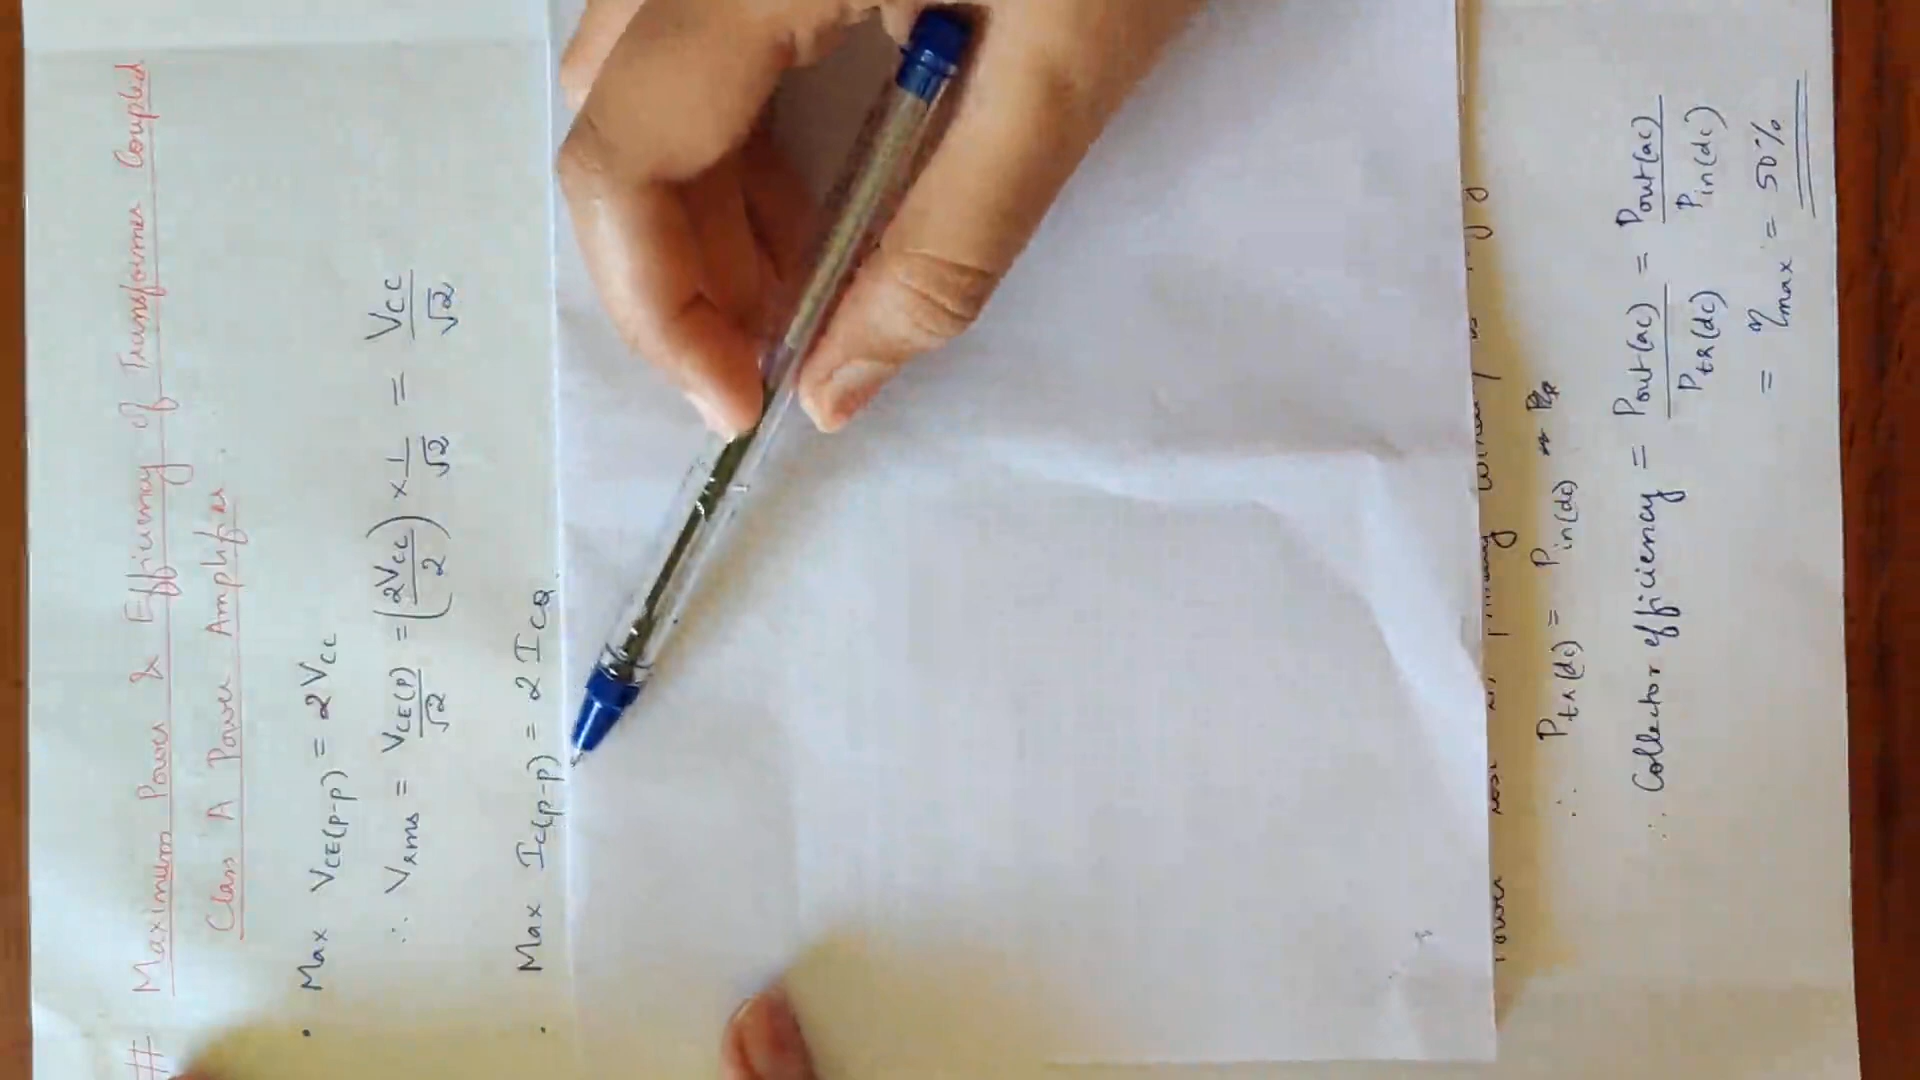 # Maximum Power & Efficiency of Transformer Coupled
Class A Power Amplifier.
• Max VCE(p-p) = 2VCC
∴ Vrms = VCE(p)/√2 = (2VCC/2) × 1/√2 = VCC/√2
• Max IC(p-p) = 2ICQ
∴ Ptr(dc) = Pin(dc)
∴ Collector efficiency = Pout(ac)/Ptr(dc) = Pout(ac)/Pin(dc)
= ηmax = 50%